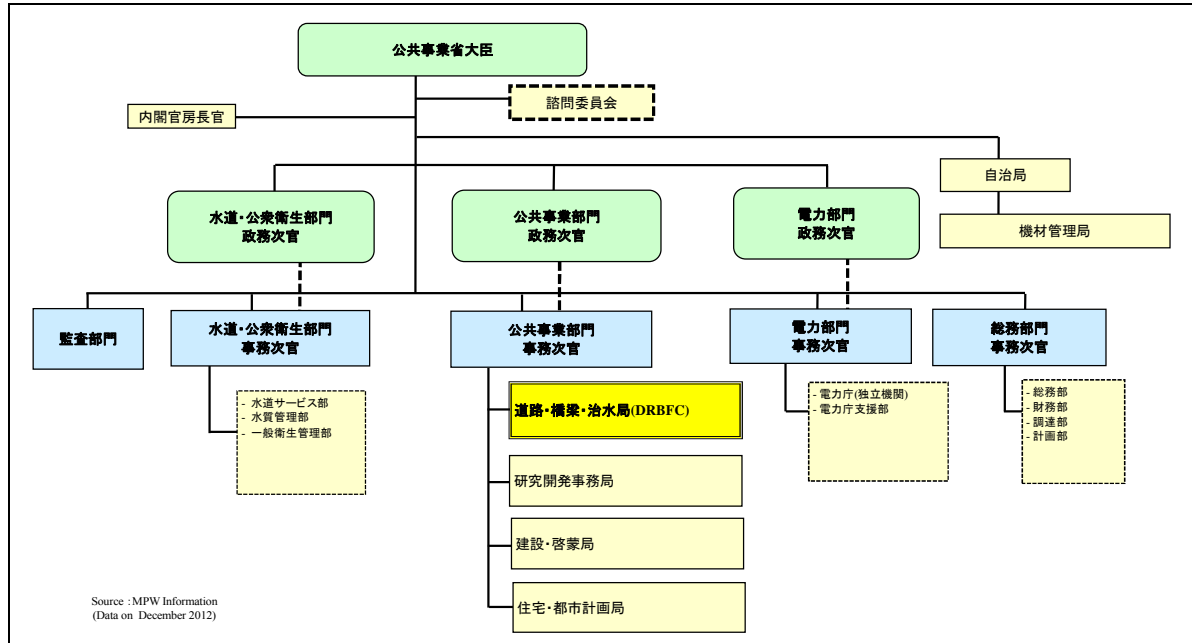 公共事業省大臣
諮問委員会
内閣官房長官
自治局
機材管理局
水道・公衆衛生部門
政務次官
公共事業部門
政務次官
電力部門
政務次官
監査部門
水道・公衆衛生部門
事務次官
公共事業部門
事務次官
電力部門
事務次官
総務部門
事務次官
- 水道サービス部
- 水質管理部
- 一般衛生管理部
道路・橋梁・治水局(DRBFC)
研究開発事務局
建設・啓蒙局
住宅・都市計画局
- 電力庁(独立機関)
- 電力庁支援部
- 総務部
- 財務部
- 調達部
- 計画部
Source : MPW Information
(Data on December 2012)